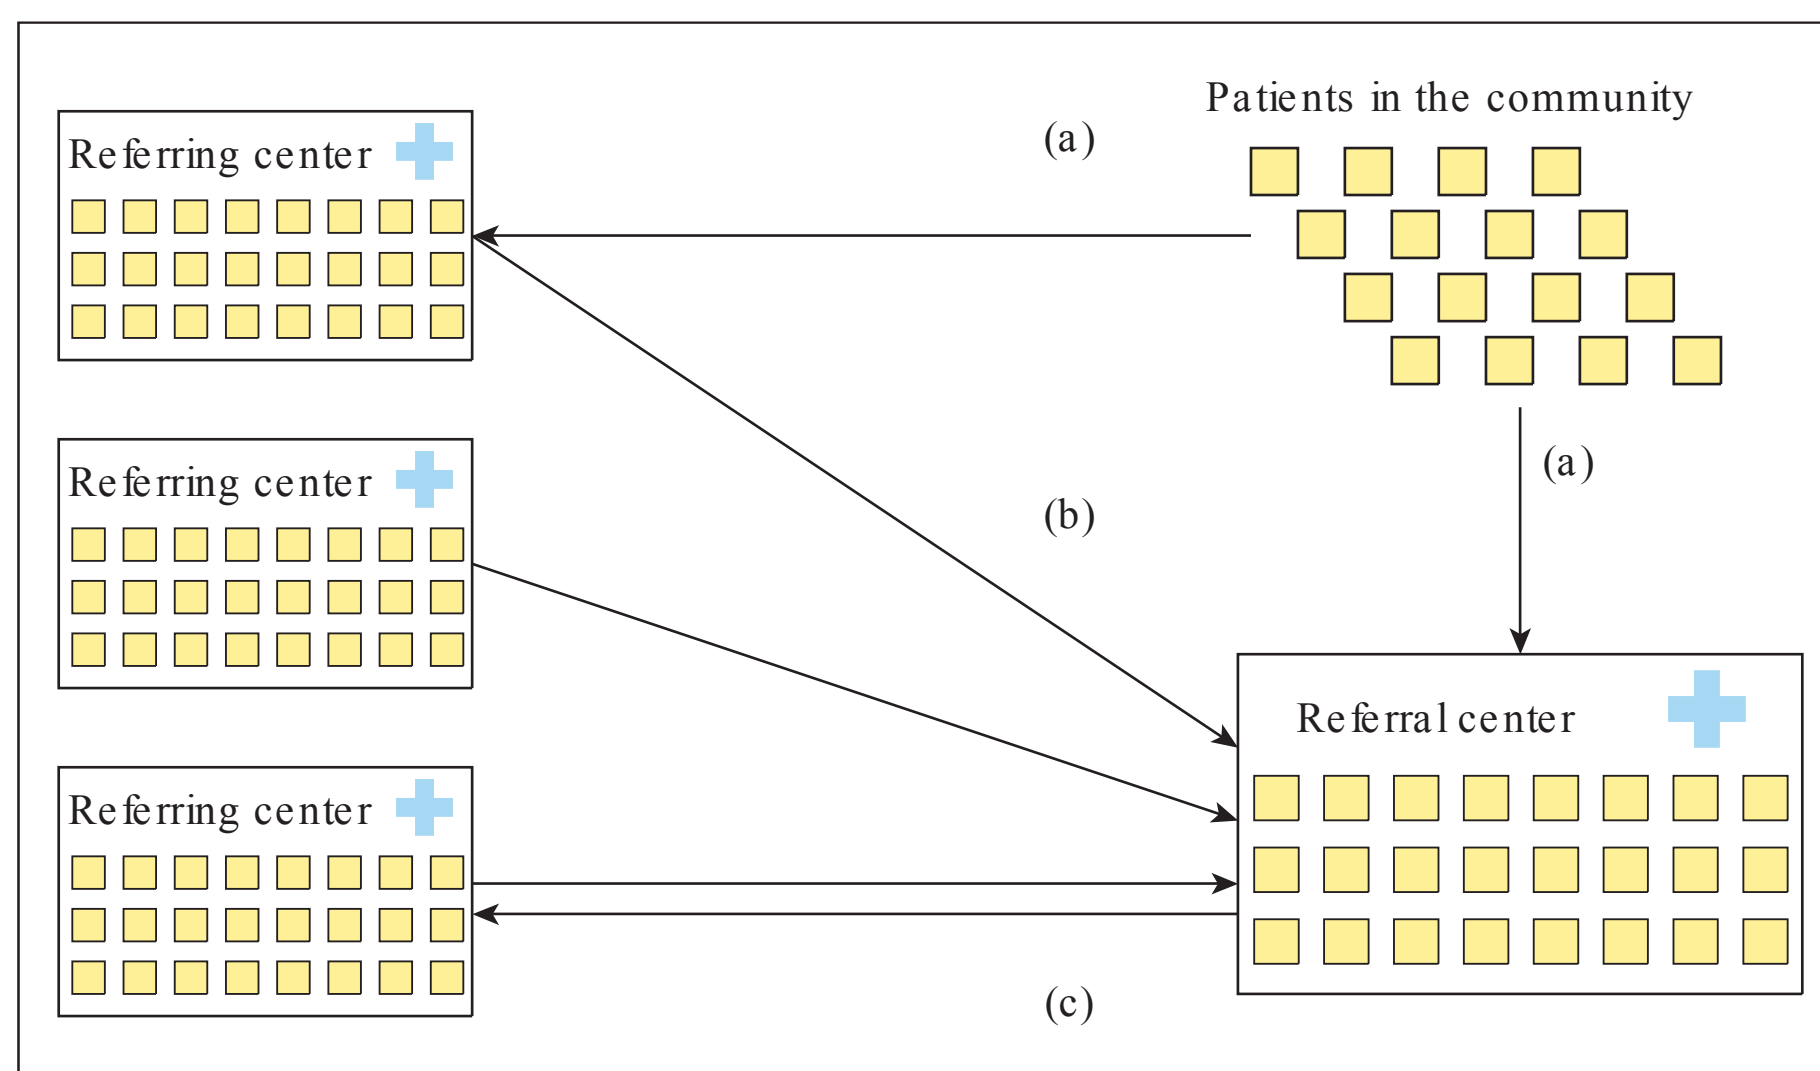 Patients in the community
Referring center
(a)
Referring center
(a)
(b)
Referral center
Referring center
(c)